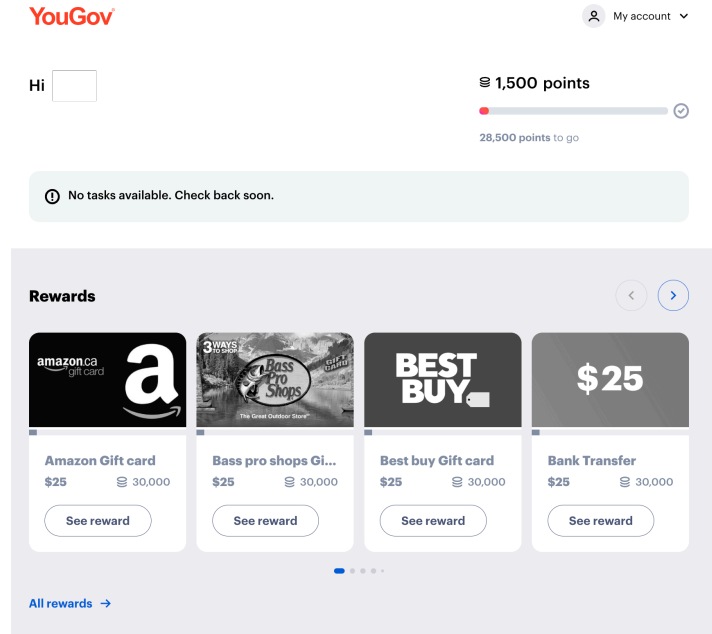 YouGov®
My account
Hi
1,500 points
28,500 points to go
No tasks available. Check back soon.
Rewards
amazon.ca
gift card
a
3 WAYS
TO SHOP
GIFT
CARD
Bass
Pro
Shops
The Great Outdoor Store™
BEST
BUY
$25
Amazon Gift card
$25 30,000
See reward
Bass pro shops Gi...
$25 30,000
See reward
Best buy Gift card
$25 30,000
See reward
Bank Transfer
$25 30,000
See reward
All rewards →